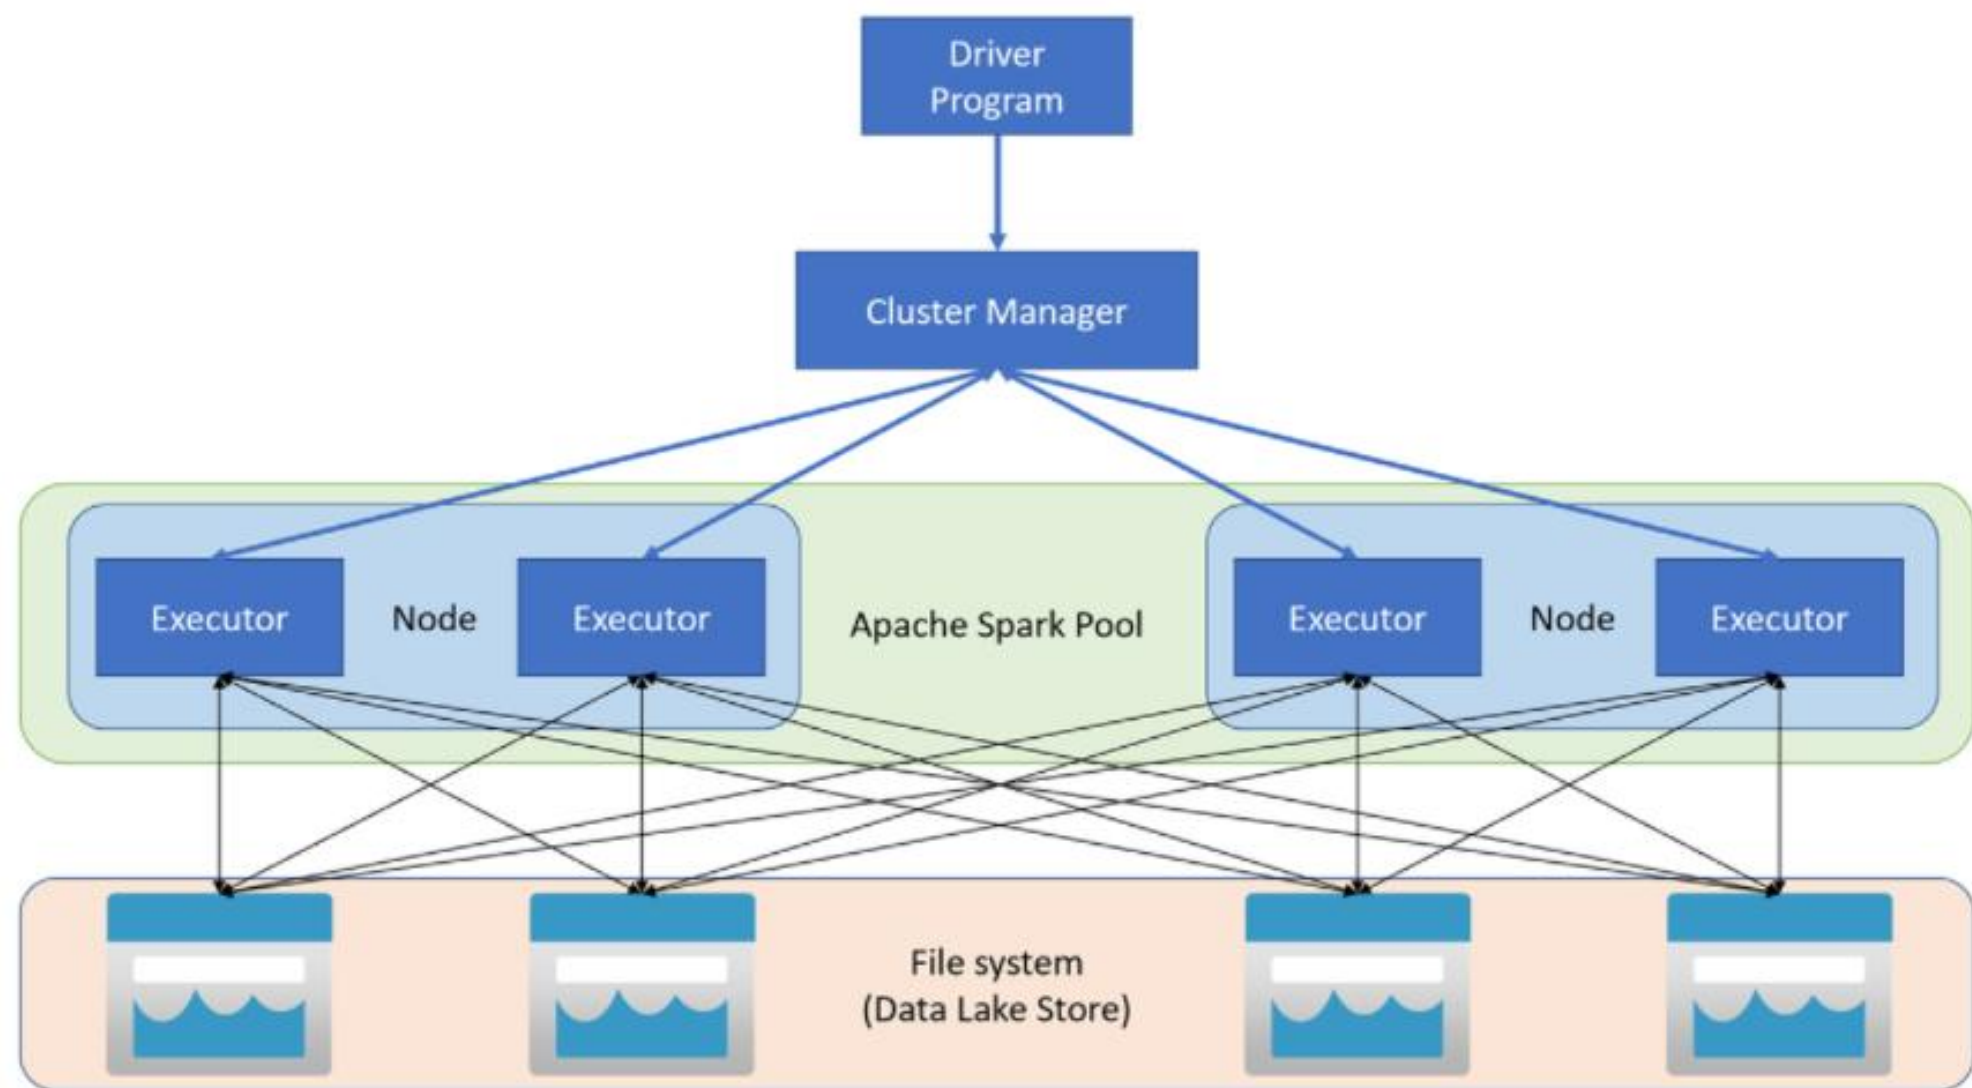 Driver
Program
Cluster Manager
Executor
Node
Executor
Apache Spark Pool
Executor
Node
Executor
File system
(Data Lake Store)